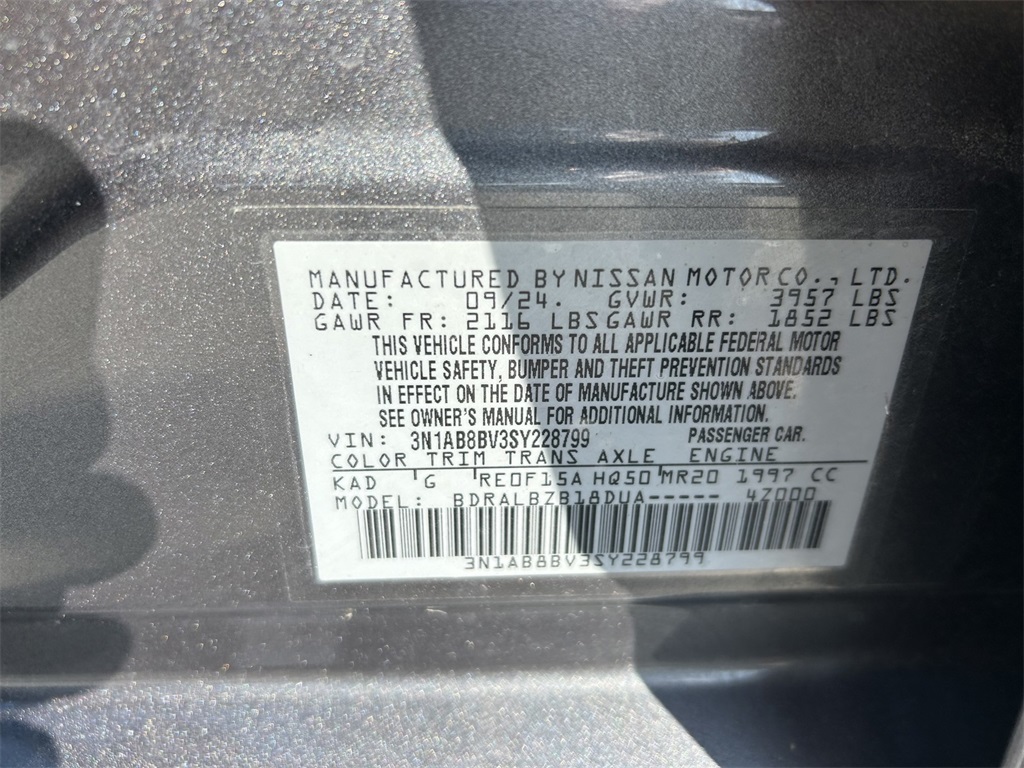 MANUFACTURED BY NISSAN MOTOR CO., LTD.
DATE: 09/24. GVWR: 3957 LBS
GAWR FR: 2116 LBS GAWR RR: 1852 LBS
THIS VEHICLE CONFORMS TO ALL APPLICABLE FEDERAL MOTOR
VEHICLE SAFETY, BUMPER AND THEFT PREVENTION STANDARDS
IN EFFECT ON THE DATE OF MANUFACTURE SHOWN ABOVE.
SEE OWNER'S MANUAL FOR ADDITIONAL INFORMATION.
VIN: 3N1AB8BV3SY228799 PASSENGER CAR.
COLOR TRIM TRANS AXLE ENGINE
KAD G RE0F15A HQ50 MR20 1997 CC
MODEL: BDRALBZB18DUA----- 4Z000
3N1AB8BV3SY228799